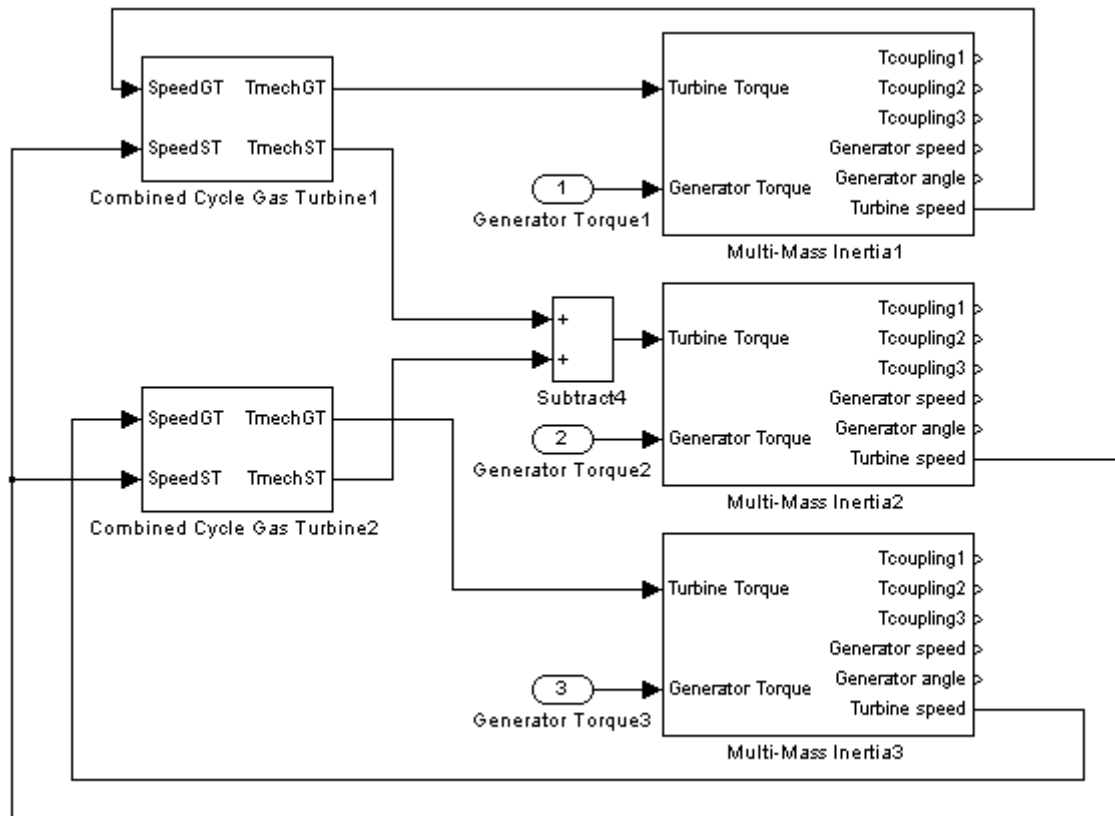 SpeedGT TmechGT
SpeedST TmechST
Combined Cycle Gas Turbine1
Turbine Torque
Generator Torque
Tcoupling1
Tcoupling2
Tcoupling3
Generator speed
Generator angle
Turbine speed
Multi-Mass Inertia1
1
Generator Torque1
+
+
Subtract4
Turbine Torque
Generator Torque
Tcoupling1
Tcoupling2
Tcoupling3
Generator speed
Generator angle
Turbine speed
Multi-Mass Inertia2
2
Generator Torque2
SpeedGT TmechGT
SpeedST TmechST
Combined Cycle Gas Turbine2
Turbine Torque
Generator Torque
Tcoupling1
Tcoupling2
Tcoupling3
Generator speed
Generator angle
Turbine speed
Multi-Mass Inertia3
3
Generator Torque3